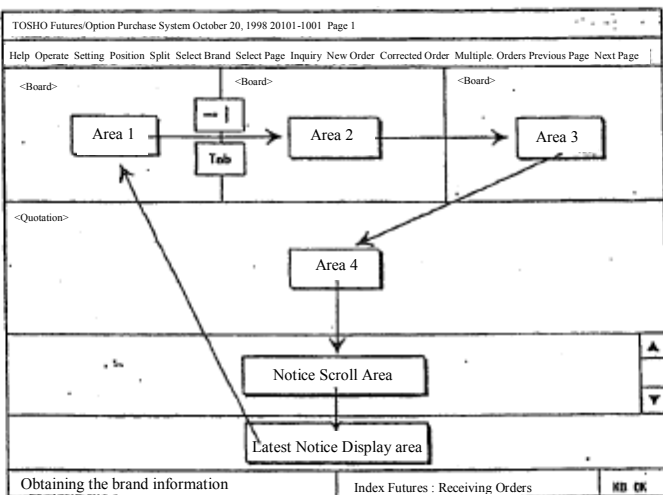 TOSHO Futures/Option Purchase System October 20, 1998 20101-1001 Page 1
Help Operate Setting Position Split Select Brand Select Page Inquiry New Order Corrected Order Multiple. Orders Previous Page Next Page
<Board> <Board> <Board>
Area 1 Area 2 Area 3
Tab
<Quotation>
Area 4
Notice Scroll Area
Latest Notice Display area
Obtaining the brand information Index Futures : Receiving Orders KB OK